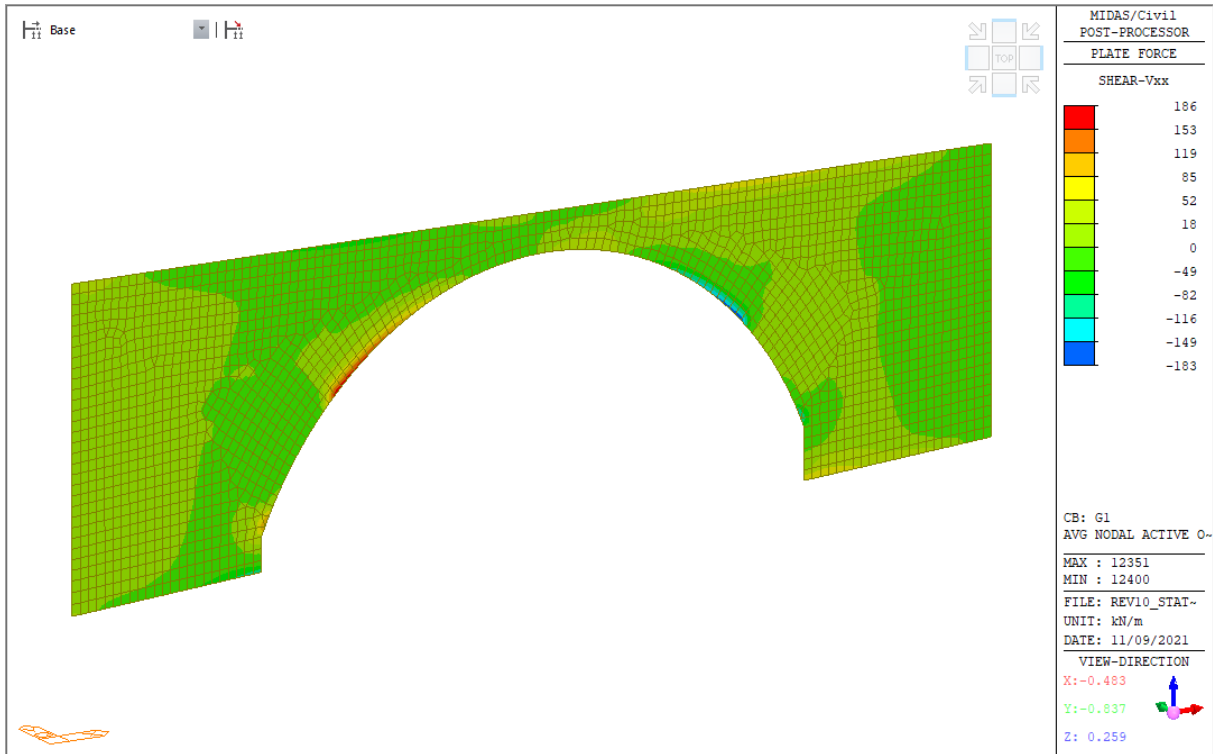 Base
TOP
MIDAS/Civil
POST-PROCESSOR
PLATE FORCE
SHEAR-Vxx
186
153
119
85
52
18
0
-49
-82
-116
-149
-183
CB: G1
AVG NODAL ACTIVE O~
MAX : 12351
MIN : 12400
FILE: REV10_STAT~
UNIT: kN/m
DATE: 11/09/2021
VIEW-DIRECTION
X:-0.483
Y:-0.837
Z: 0.259